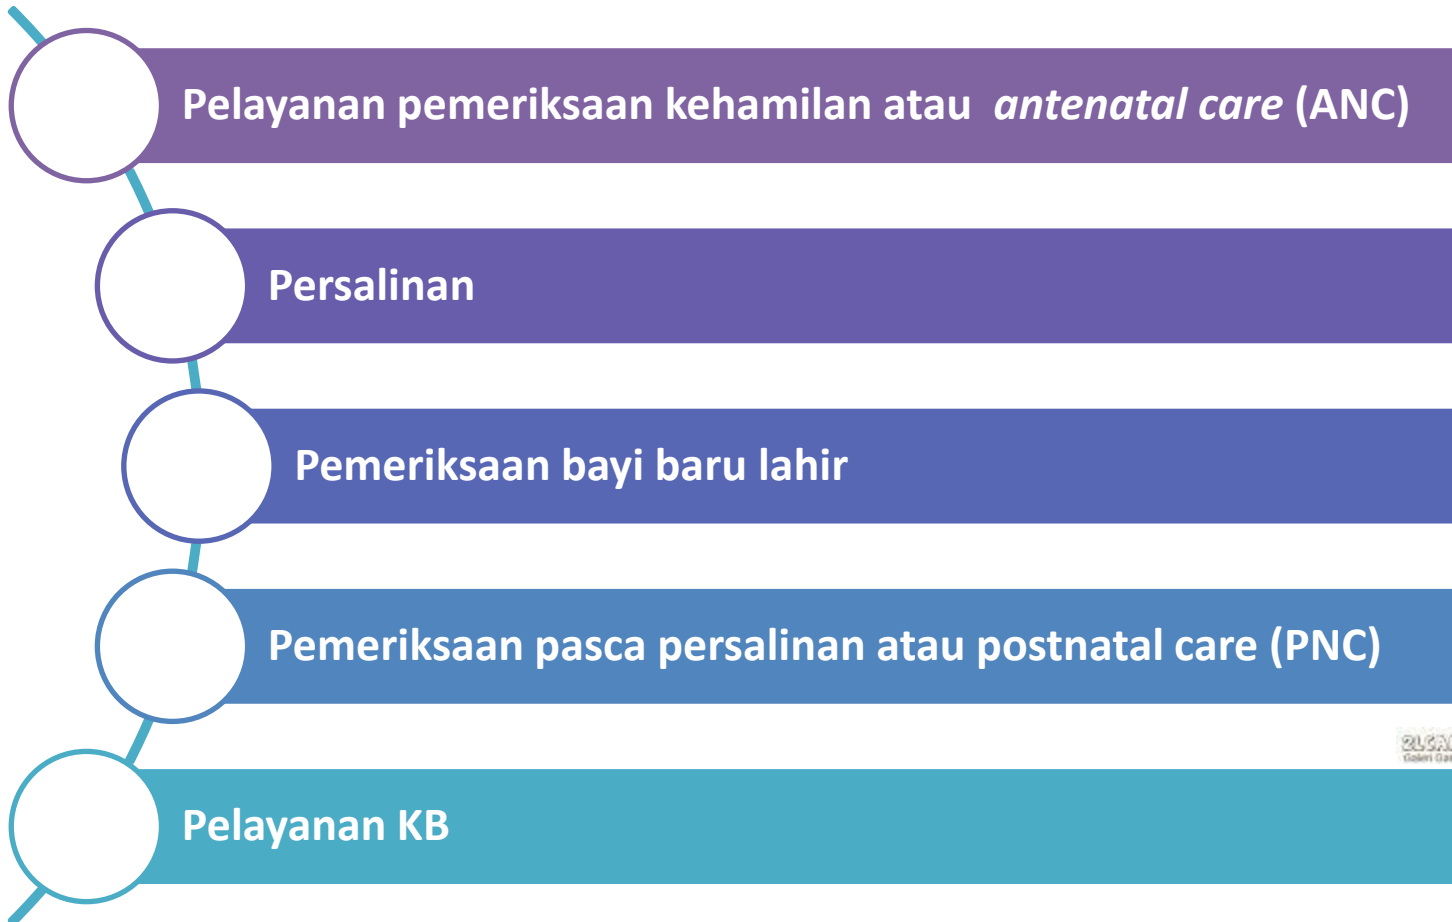 Pelayanan pemeriksaan kehamilan atau antenatal care (ANC)
Persalinan
Pemeriksaan bayi baru lahir
Pemeriksaan pasca persalinan atau postnatal care (PNC)
Pelayanan KB